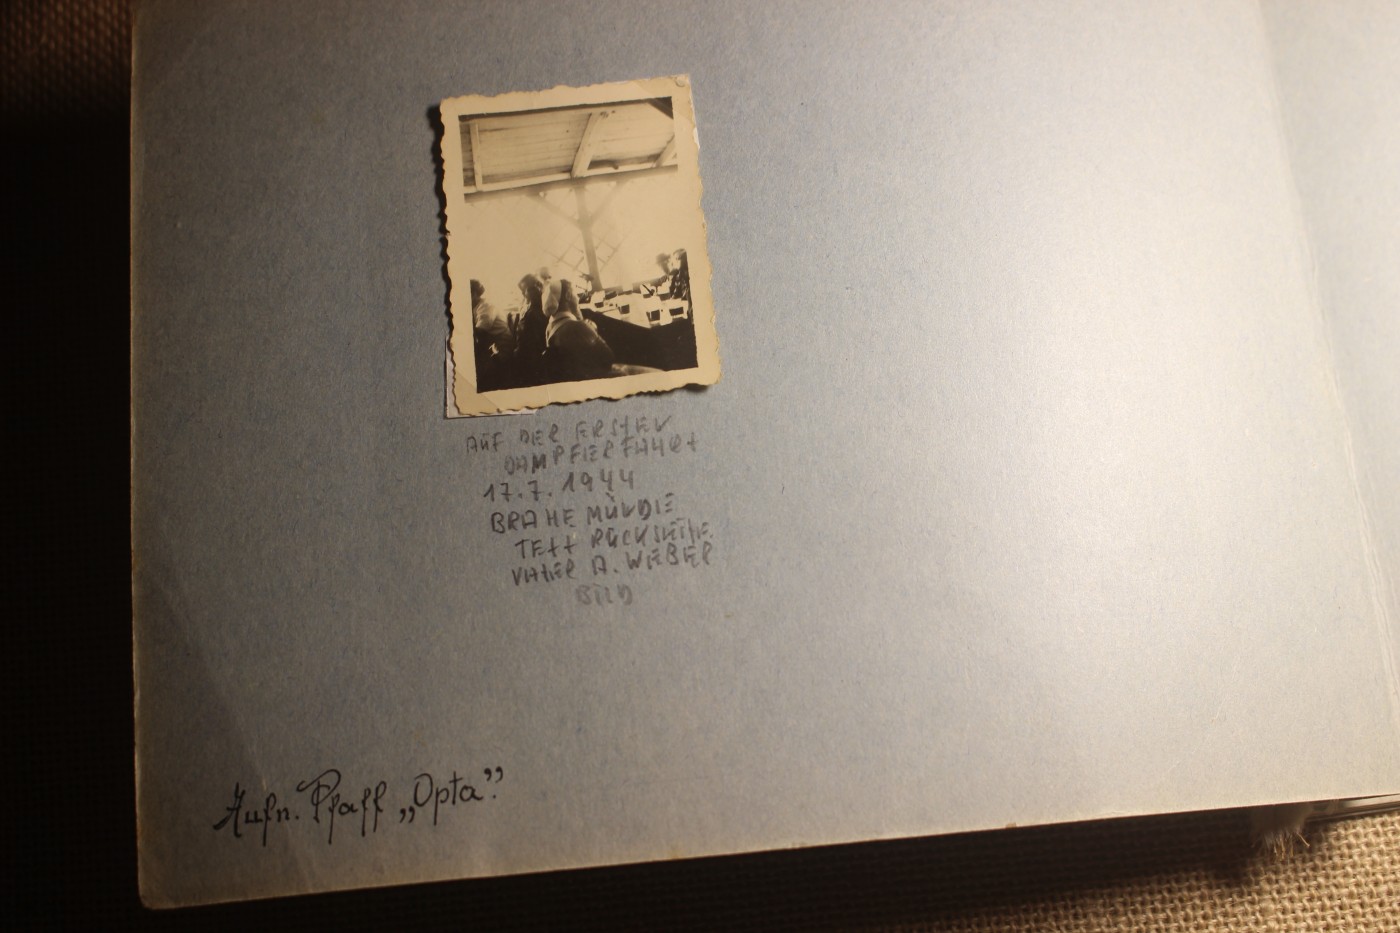 AUF DER ERSTEN
DAMPFERFAHRT
17.7.1944
BRAHEMÜNDE
TEXT RÜCKSEITE
VATER A. WEBER
BILD
Aufn. Pfaff „Opta”.